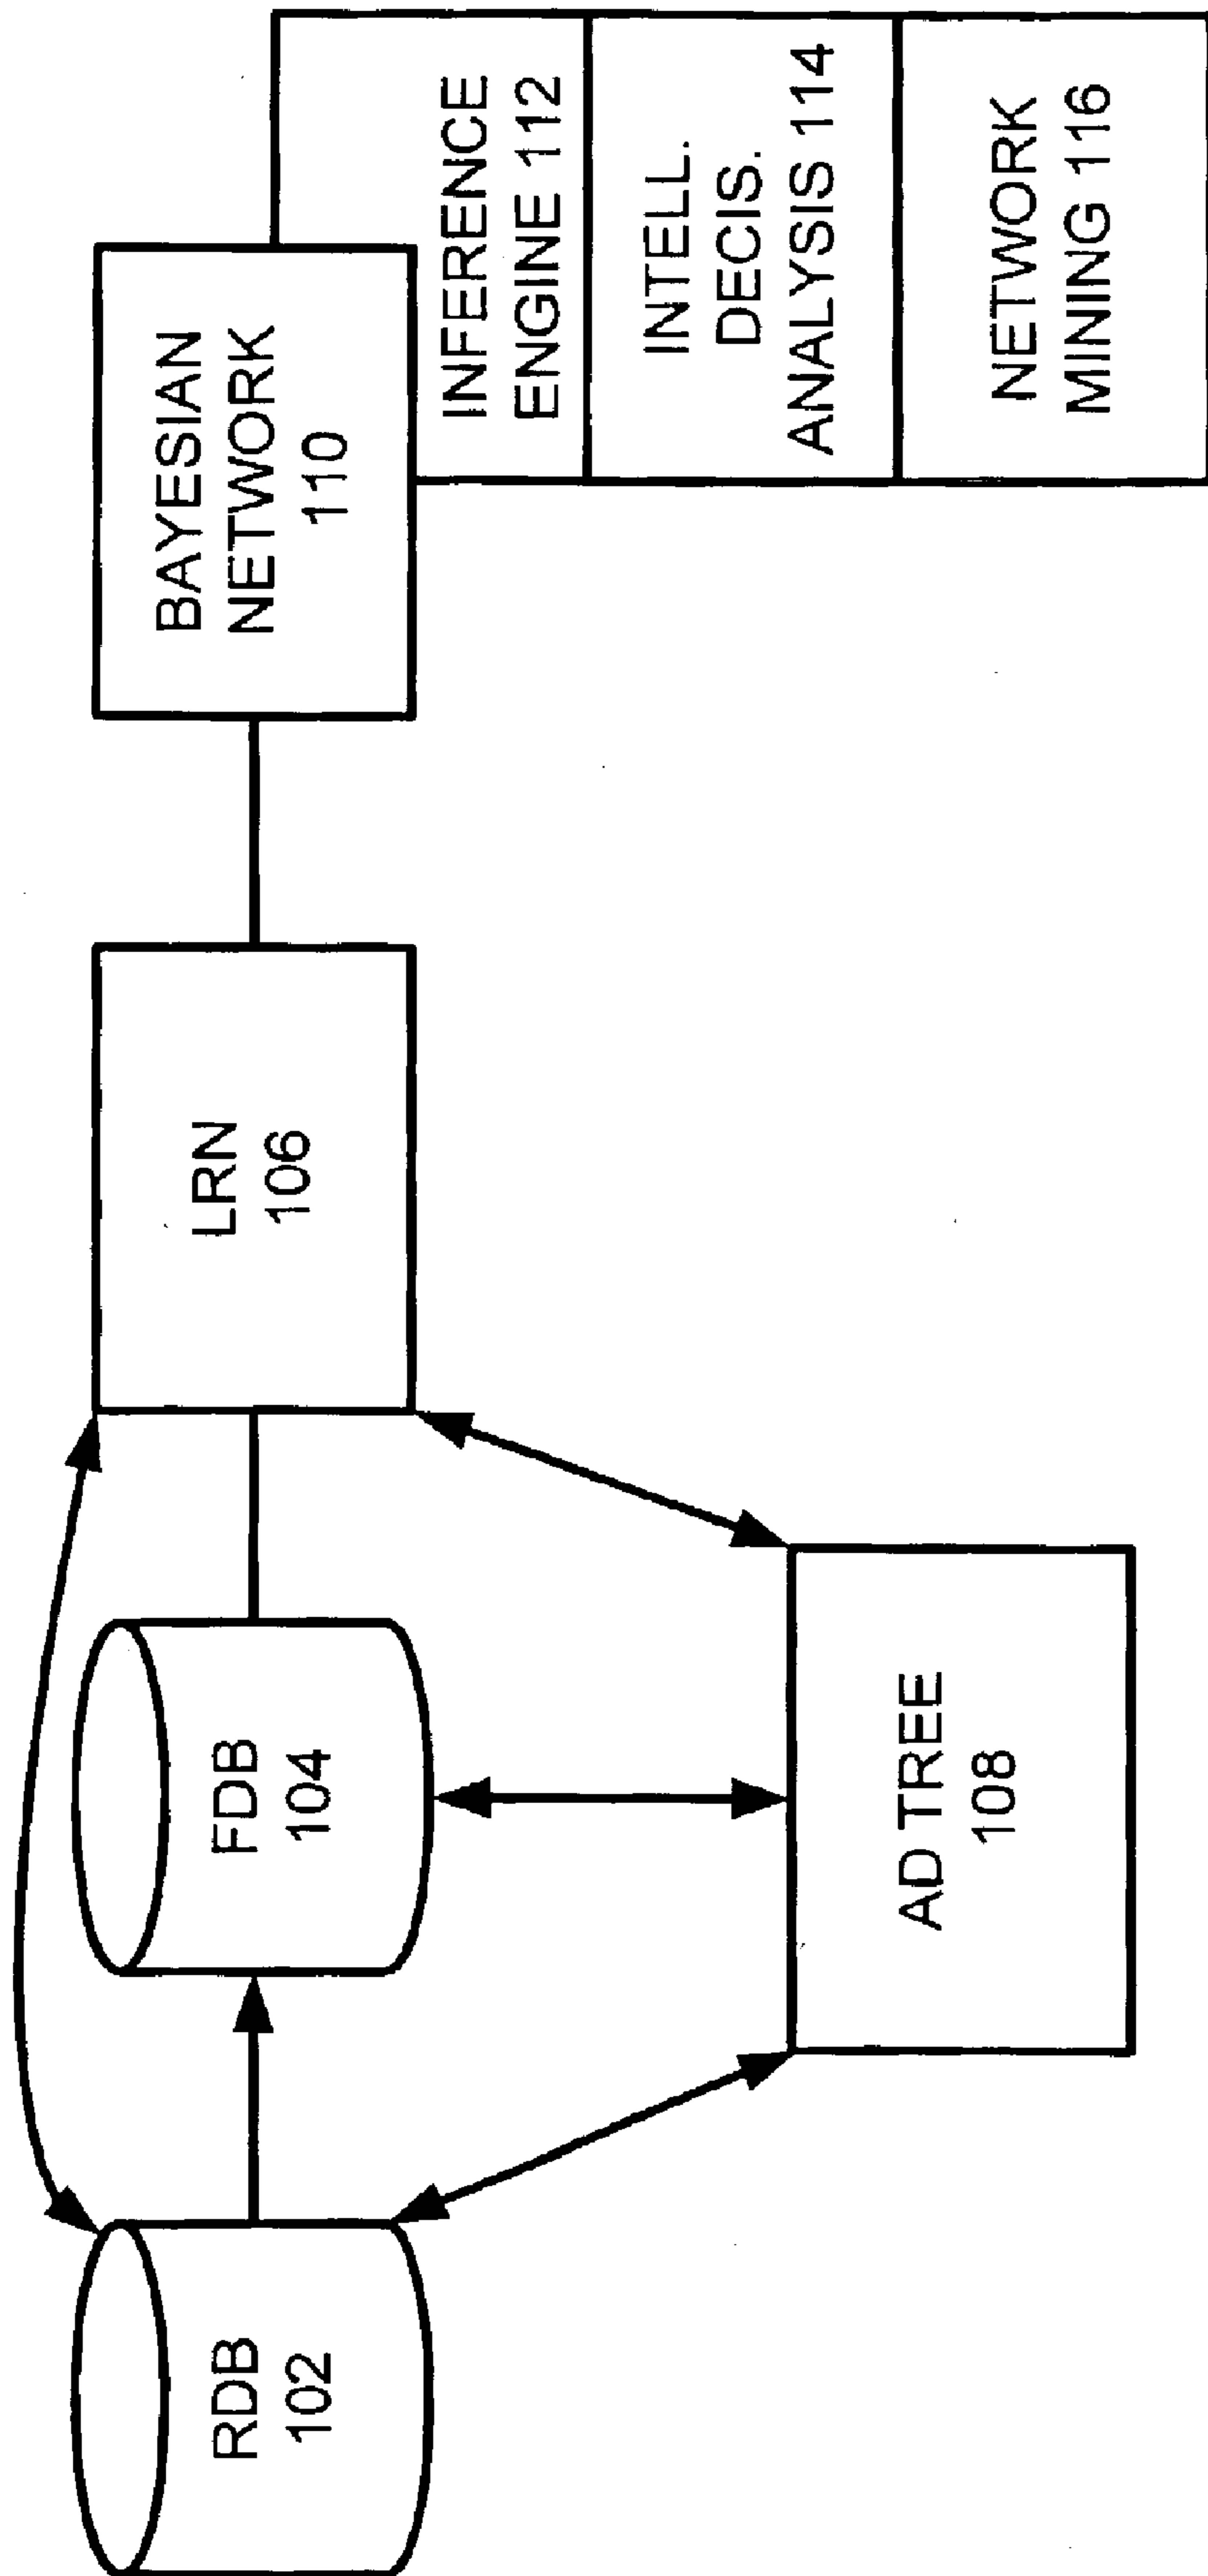 RDB
102
FDB
104
LRN
106
BAYESIAN
NETWORK
110
AD TREE
108
INFERENCE
ENGINE 112
INTELL.
DECIS.
ANALYSIS 114
NETWORK
MINING 116